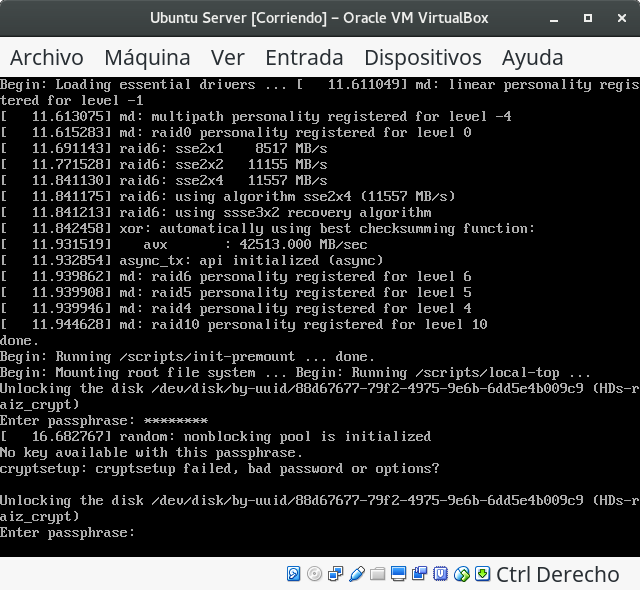 Ubuntu Server [Corriendo] – Oracle VM VirtualBox
Archivo Máquina Ver Entrada Dispositivos Ayuda
Begin: Loading essential drivers ... [   11.611049] md: linear personality regis
tered for level -1
[   11.613075] md: multipath personality registered for level -4
[   11.615283] md: raid0 personality registered for level 0
[   11.691143] raid6: sse2x1    8517 MB/s
[   11.771528] raid6: sse2x2   11155 MB/s
[   11.841130] raid6: sse2x4   11557 MB/s
[   11.841175] raid6: using algorithm sse2x4 (11557 MB/s)
[   11.841213] raid6: using ssse3x2 recovery algorithm
[   11.842458] xor: automatically using best checksumming function:
[   11.931519]    avx       : 42513.000 MB/sec
[   11.932854] async_tx: api initialized (async)
[   11.939862] md: raid6 personality registered for level 6
[   11.939908] md: raid5 personality registered for level 5
[   11.939946] md: raid4 personality registered for level 4
[   11.944628] md: raid10 personality registered for level 10
done.
Begin: Running /scripts/init-premount ... done.
Begin: Mounting root file system ... Begin: Running /scripts/local-top ...
Unlocking the disk /dev/disk/by-uuid/88d67677-79f2-4975-9e6b-6dd5e4b009c9 (HDs-r
aiz_crypt)
Enter passphrase: ********
[   16.682767] random: nonblocking pool is initialized
No key available with this passphrase.
cryptsetup: cryptsetup failed, bad password or options?
Unlocking the disk /dev/disk/by-uuid/88d67677-79f2-4975-9e6b-6dd5e4b009c9 (HDs-r
aiz_crypt)
Enter passphrase:
Ctrl Derecho